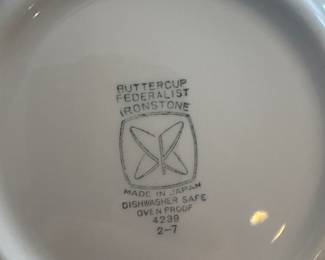 BUTTERCUP
FEDERALIST
IRONSTONE
MADE IN JAPAN
DISHWASHER SAFE
OVEN PROOF
4239
2-7